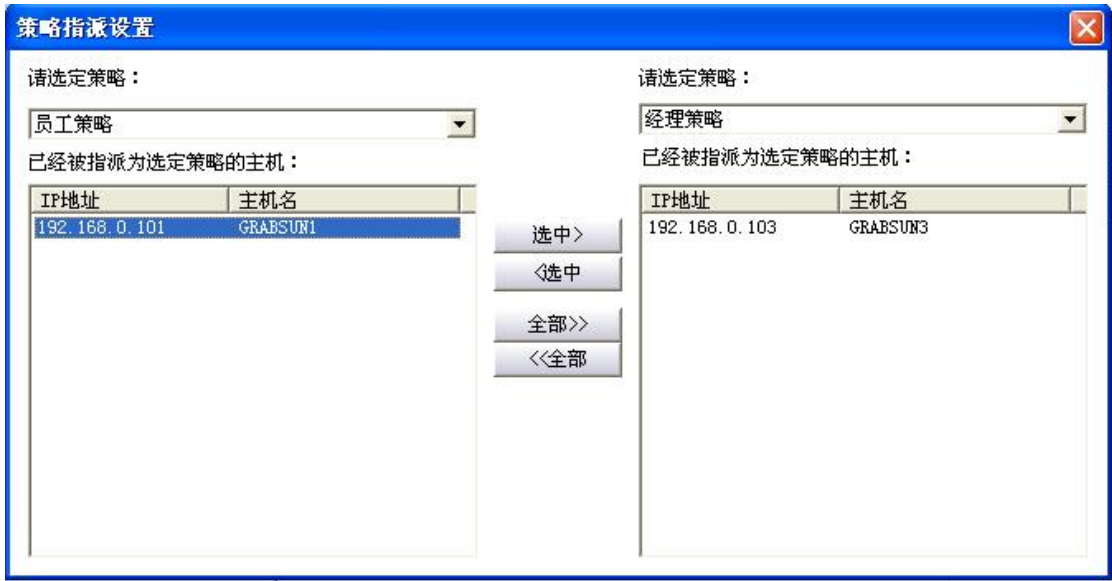 策略指派设置
请选定策略：
员工策略
已经被指派为选定策略的主机：
IP地址 主机名
192.168.0.101 GRABSUN1
选中>
<选中
全部>>
<<全部
请选定策略：
经理策略
已经被指派为选定策略的主机：
IP地址 主机名
192.168.0.103 GRABSUN3